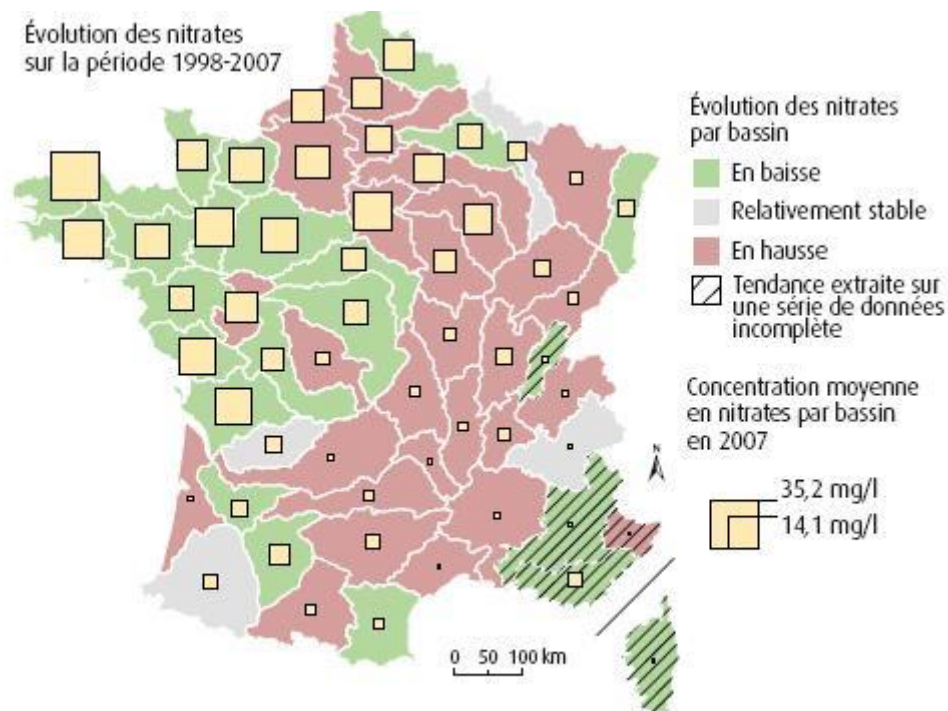 Évolution des nitrates
sur la période 1998-2007
Évolution des nitrates
par bassin
En baisse
Relativement stable
En hausse
Tendance extraite sur
une série de données
incomplète
Concentration moyenne
en nitrates par bassin
en 2007
N
35,2 mg/l
14,1 mg/l
0 50 100 km